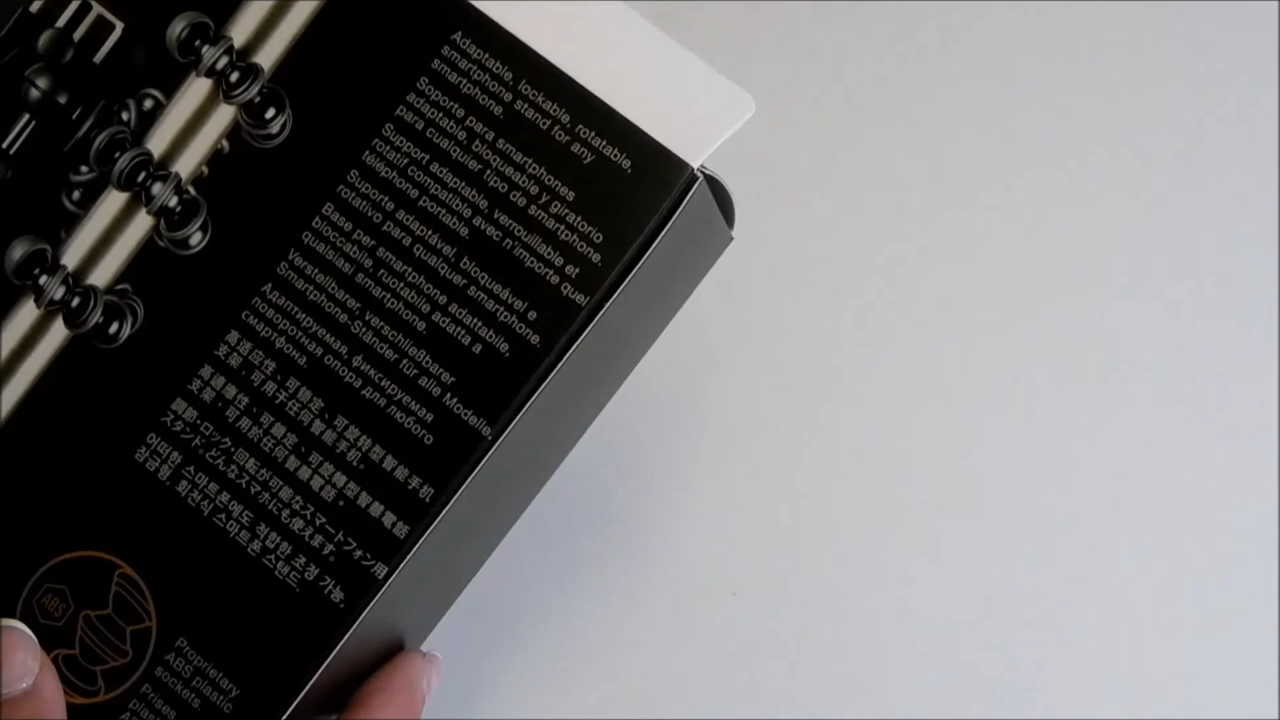 Adaptable, lockable, rotatable,
smartphone stand for any
smartphone.
Soporte para smartphones
adaptable, bloqueable y giratorio
para cualquier tipo de smartphone.
Support adaptable, verrouillable et
rotatif compatible avec n'importe quel
téléphone portable.
Suporte adaptável, bloqueável e
rotativo para qualquer smartphone.
Base per smartphone adattabile,
bloccabile, ruotabile adatta a
qualsiasi smartphone.
Verstellbarer, verschließbarer
Smartphone-Ständer für alle Modelle.
Адаптируемая, фиксируемая
поворотная опора для любого
смартфона.
高适应性、可锁定、可旋转型智能手机
支架，可用于任何智能手机。
高適應性、可鎖定、可旋轉型智慧電話
支架，可用於任何智慧電話。
調節・ロック・回転が可能なスマートフォン用
スタンド。どんなスマホにも使えます。
어떠한 스마트폰에도 적합한 조정 가능,
잠금형, 회전식 스마트폰 스탠드.
ABS
Proprietary
ABS plastic
sockets.
Prises